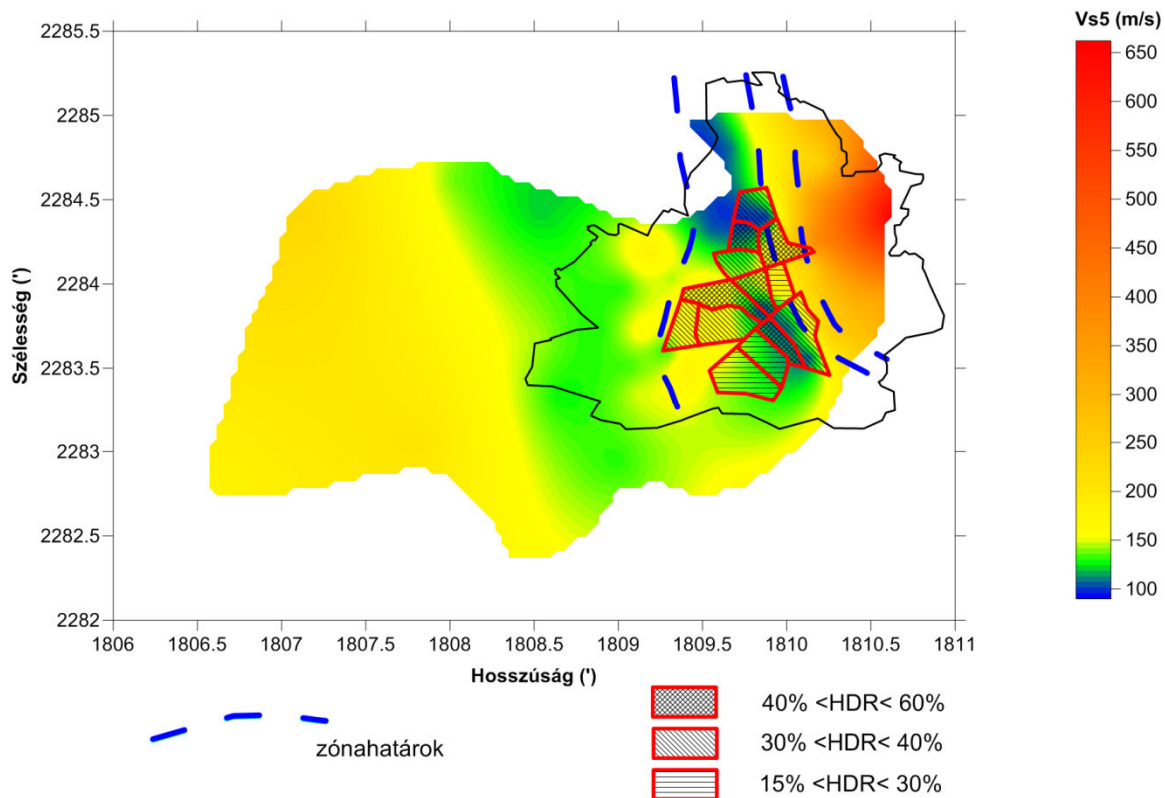 Vs5 (m/s)
2285.5
2285
2284.5
2284
2283.5
2283
2282.5
2282
Szélesség (')
1806 1806.5 1807 1807.5 1808 1808.5 1809 1809.5 1810 1810.5 1811
Hosszúság (')
650
600
550
500
450
400
350
300
250
200
150
100
zónahatárok
40% <HDR< 60%
30% <HDR< 40%
15% <HDR< 30%